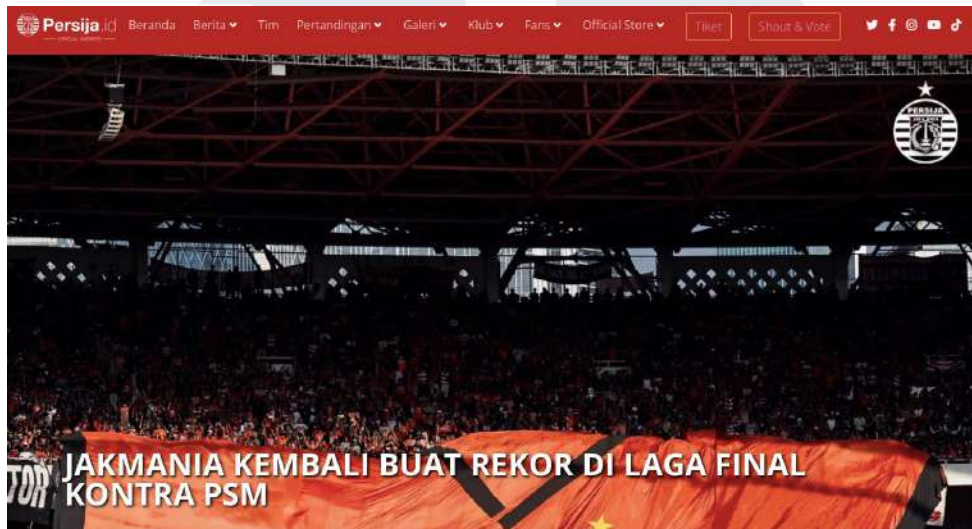 Persija.id Beranda Berita Tim Pertandingan Galeri Klub Fans Official Store Tiket Shout & Vote
PERSIJA
JAKMANIA KEMBALI BUAT REKOR DI LAGA FINAL
KONTRA PSM